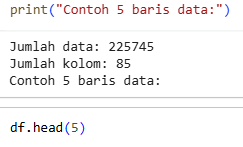 print("Contoh 5 baris data:")
Jumlah data: 225745
Jumlah kolom: 85
Contoh 5 baris data:
df.head(5)